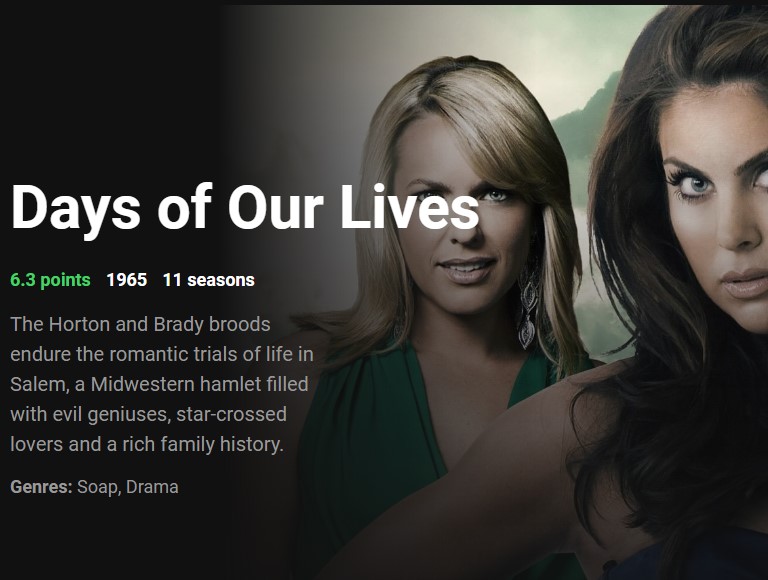 Days of Our Lives
6.3 points 1965 11 seasons
The Horton and Brady broods
endure the romantic trials of life in
Salem, a Midwestern hamlet filled
with evil geniuses, star-crossed
lovers and a rich family history.
Genres: Soap, Drama